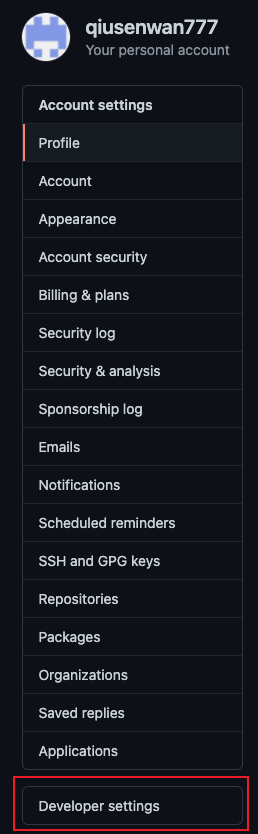 qiusenwan777
Your personal account
Account settings
Profile
Account
Appearance
Account security
Billing & plans
Security log
Security & analysis
Sponsorship log
Emails
Notifications
Scheduled reminders
SSH and GPG keys
Repositories
Packages
Organizations
Saved replies
Applications
Developer settings